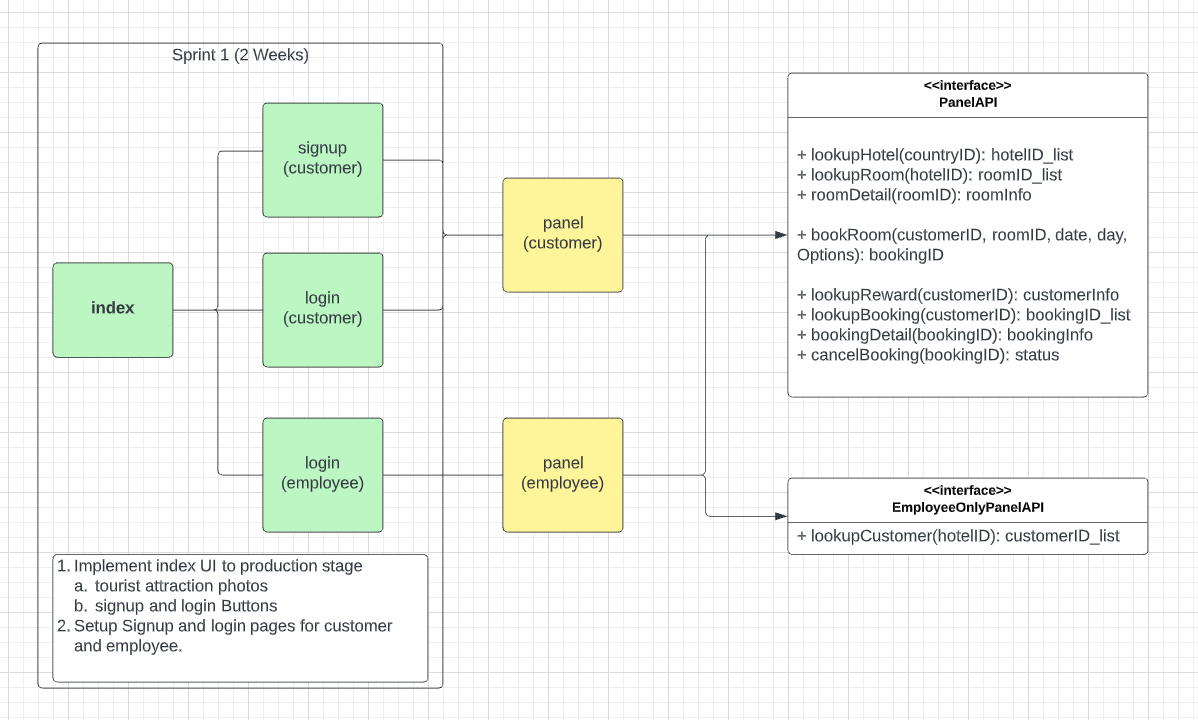 Sprint 1 (2 Weeks)
signup
(customer)
index
login
(customer)
login
(employee)
1. Implement index UI to production stage
a. tourist attraction photos
b. signup and login Buttons
2. Setup Signup and login pages for customer
and employee.
panel
(customer)
panel
(employee)
<<interface>>
PanelAPI
+ lookupHotel(countryID): hotelID_list
+ lookupRoom(hotelID): roomID_list
+ roomDetail(roomID): roomInfo
+ bookRoom(customerID, roomID, date, day,
Options): bookingID
+ lookupReward(customerID): customerInfo
+ lookupBooking(customerID): bookingID_list
+ bookingDetail(bookingID): bookingInfo
+ cancelBooking(bookingID): status
<<interface>>
EmployeeOnlyPanelAPI
+ lookupCustomer(hotelID): customerID_list